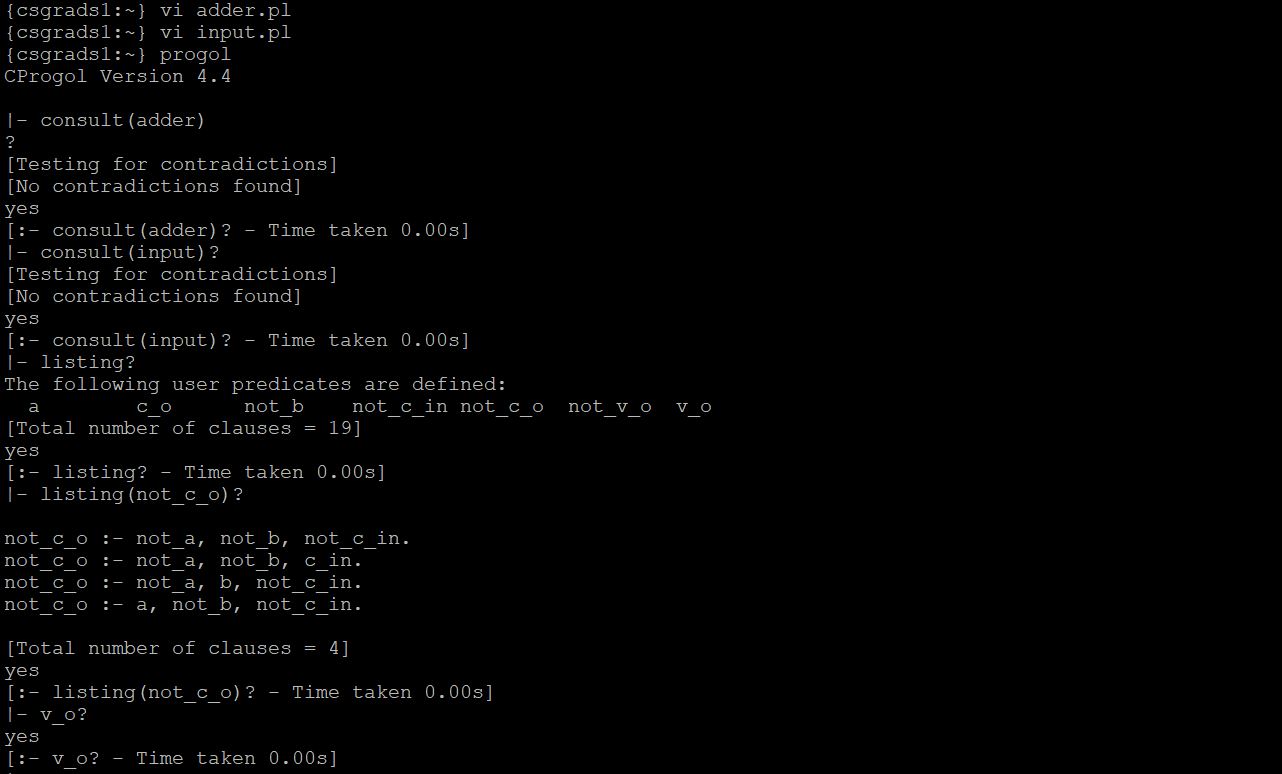 {csgrads1:~} vi adder.pl
{csgrads1:~} vi input.pl
{csgrads1:~} progol
CProgol Version 4.4
|- consult(adder)
?
[Testing for contradictions]
[No contradictions found]
yes
[:- consult(adder)? - Time taken 0.00s]
|- consult(input)?
[Testing for contradictions]
[No contradictions found]
yes
[:- consult(input)? - Time taken 0.00s]
|- listing?
The following user predicates are defined:
  a        c_o      not_b    not_c_in not_c_o  not_v_o  v_o
[Total number of clauses = 19]
yes
[:- listing? - Time taken 0.00s]
|- listing(not_c_o)?
not_c_o :- not_a, not_b, not_c_in.
not_c_o :- not_a, not_b, c_in.
not_c_o :- not_a, b, not_c_in.
not_c_o :- a, not_b, not_c_in.
[Total number of clauses = 4]
yes
[:- listing(not_c_o)? - Time taken 0.00s]
|- v_o?
yes
[:- v_o? - Time taken 0.00s]